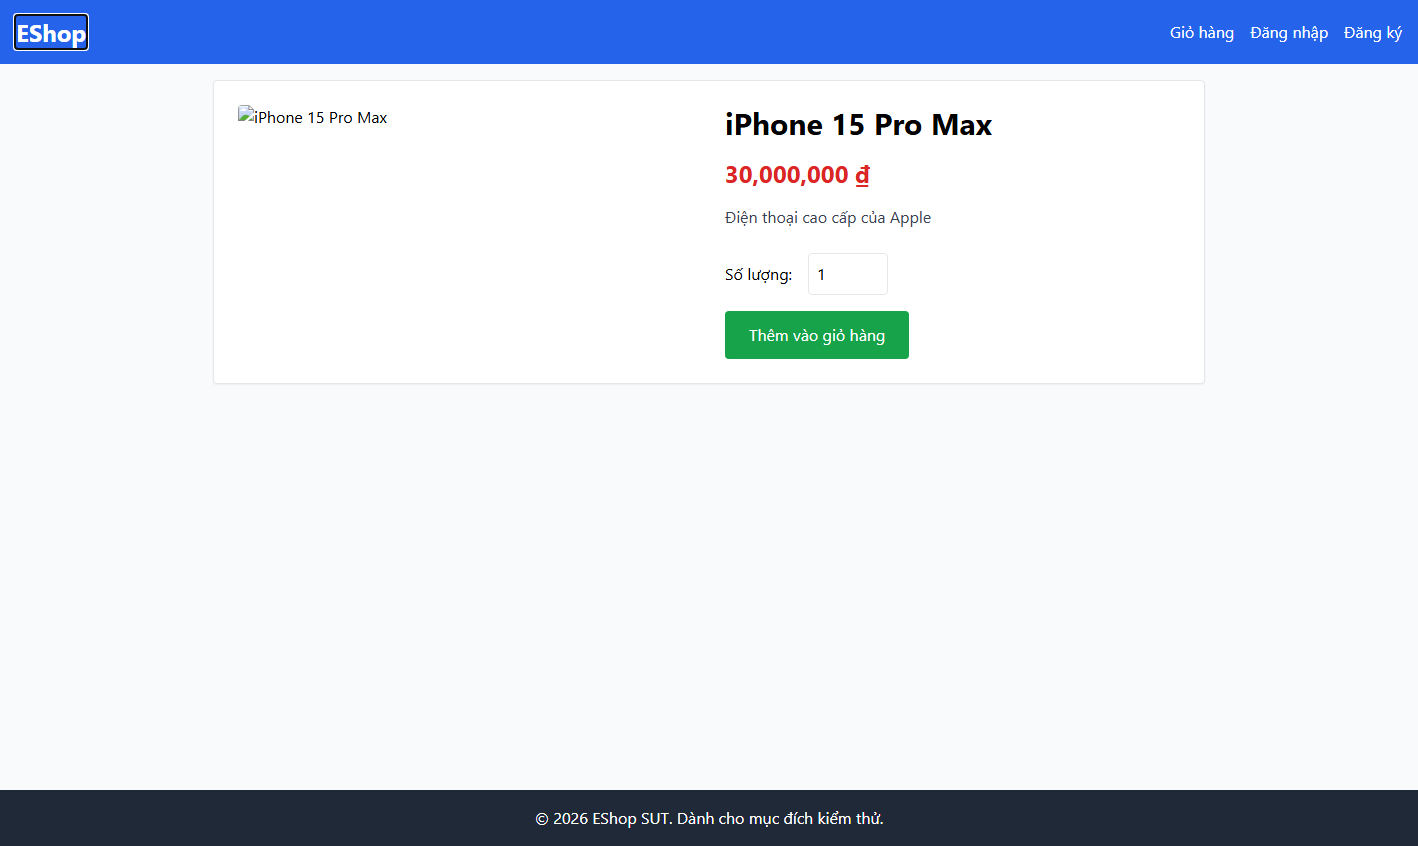 EShop
Giỏ hàng Đăng nhập Đăng ký
iPhone 15 Pro Max
iPhone 15 Pro Max
30,000,000 ₫
Điện thoại cao cấp của Apple
Số lượng: 1
Thêm vào giỏ hàng
© 2026 EShop SUT. Dành cho mục đích kiểm thử.